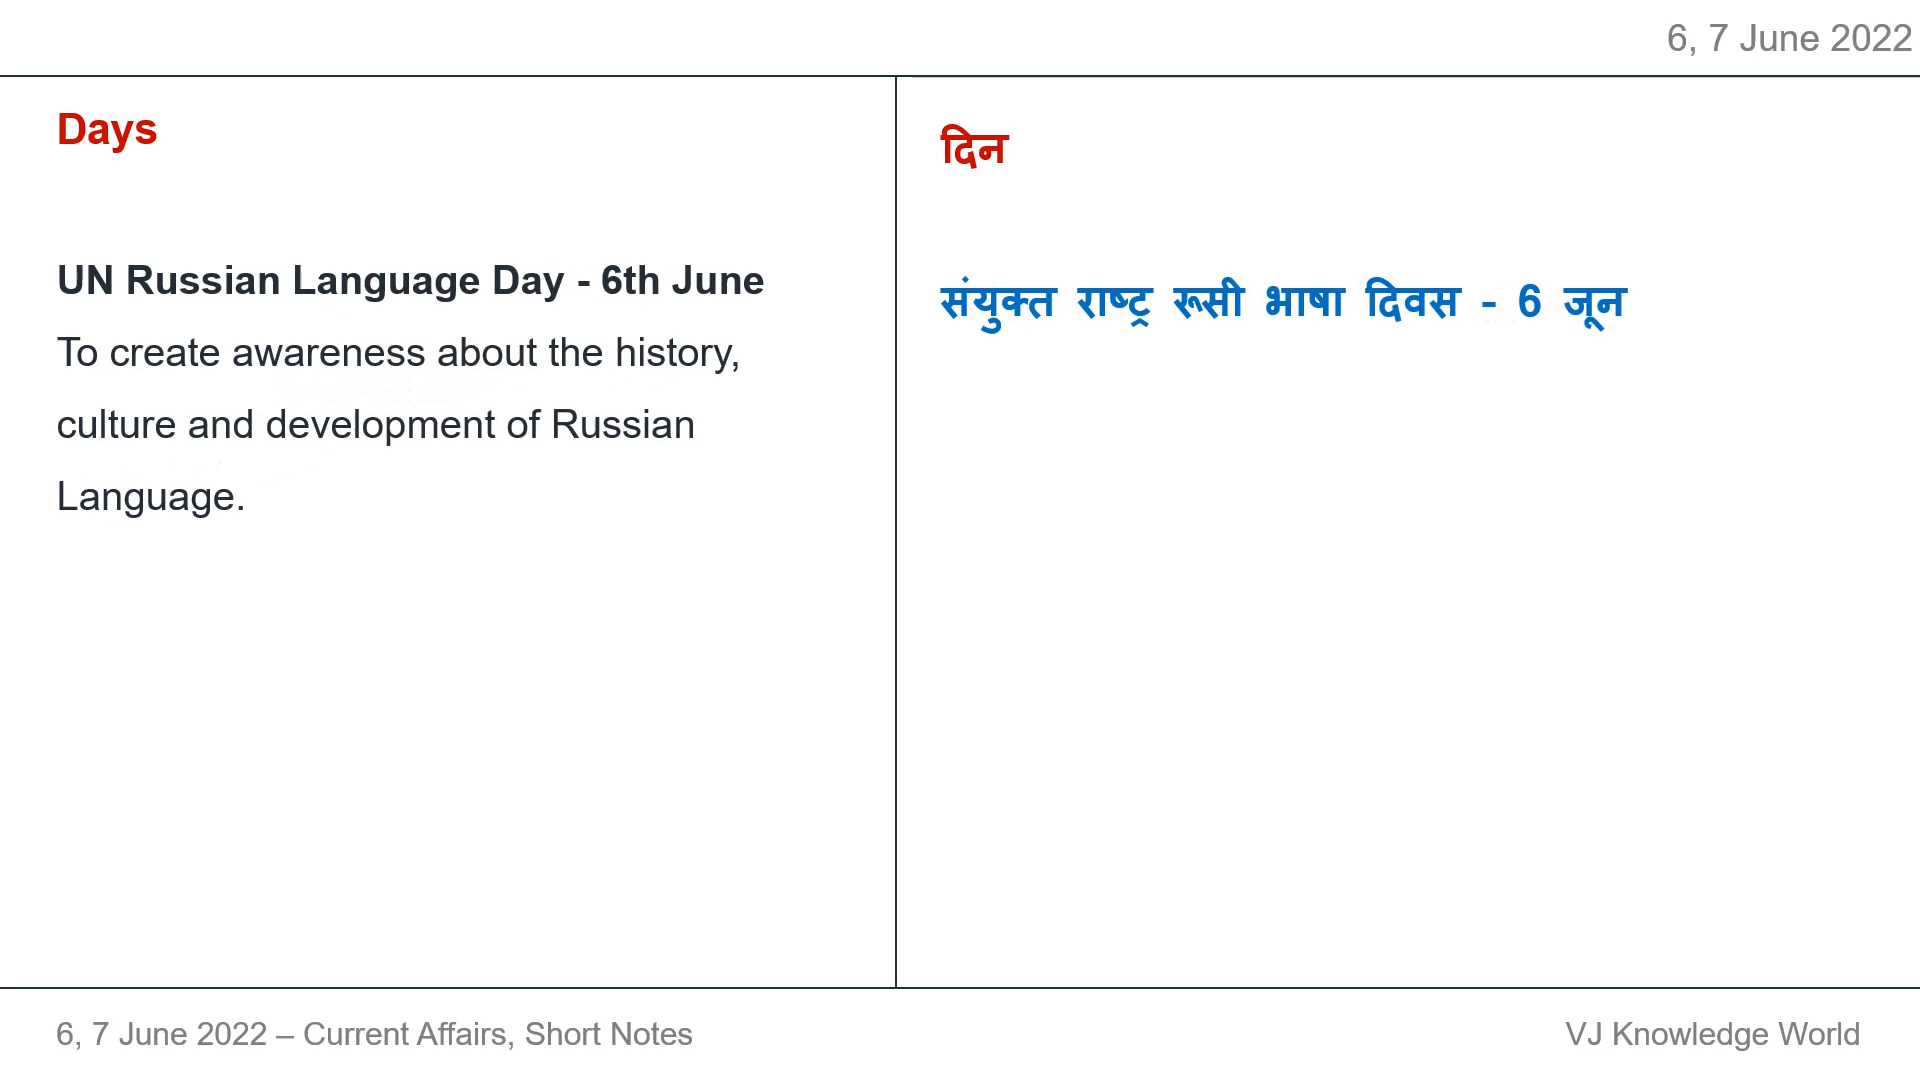 6, 7 June 2022
Days
UN Russian Language Day - 6th June
To create awareness about the history,
culture and development of Russian
Language.
दिन
संयुक्त राष्ट्र रूसी भाषा दिवस - 6 जून
6, 7 June 2022 – Current Affairs, Short Notes
VJ Knowledge World